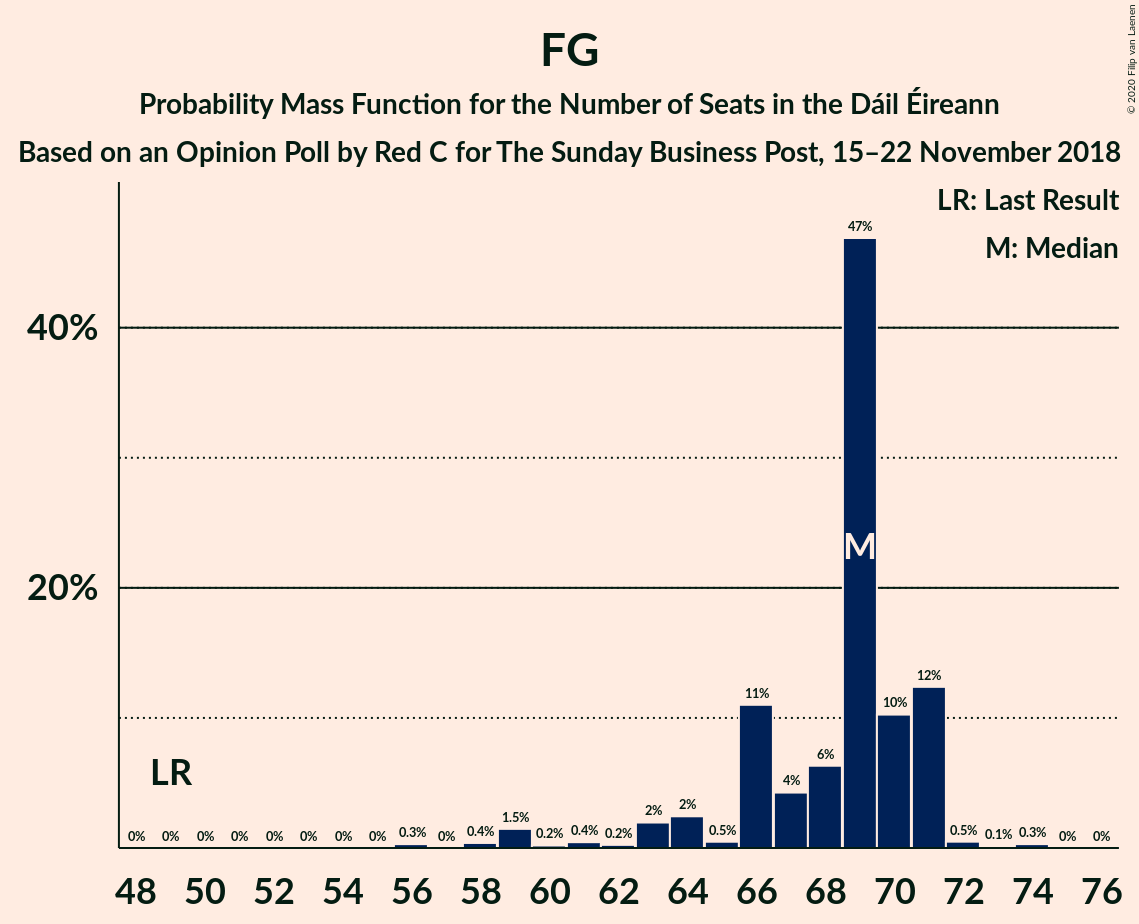 FG
Probability Mass Function for the Number of Seats in the Dáil Éireann
Based on an Opinion Poll by Red C for The Sunday Business Post, 15–22 November 2018
© 2020 Filip van Laenen
LR: Last Result
M: Median
40%
20%
LR
M
0% 0% 0% 0% 0% 0% 0% 0% 0.3% 0% 0.4% 1.5% 0.2% 0.4% 0.2% 2% 2% 0.5% 11% 4% 6% 47% 10% 12% 0.5% 0.1% 0.3% 0% 0%
48 50 52 54 56 58 60 62 64 66 68 70 72 74 76